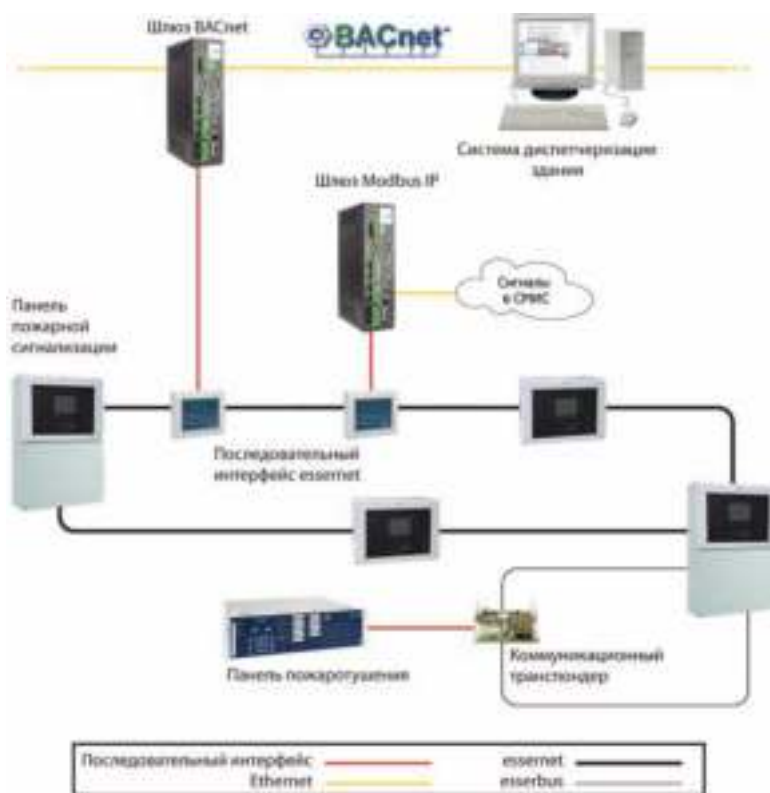 Шлюз BACnet
BACnet
Система диспетчеризации
здания
Шлюз Modbus IP
Сигналы
в СМИС
Панель
пожарной
сигнализации
Последовательный
интерфейс essernet
Панель пожаротушения
Коммуникационный
транспондер
Последовательный интерфейс
essernet
Ethernet
esserbus